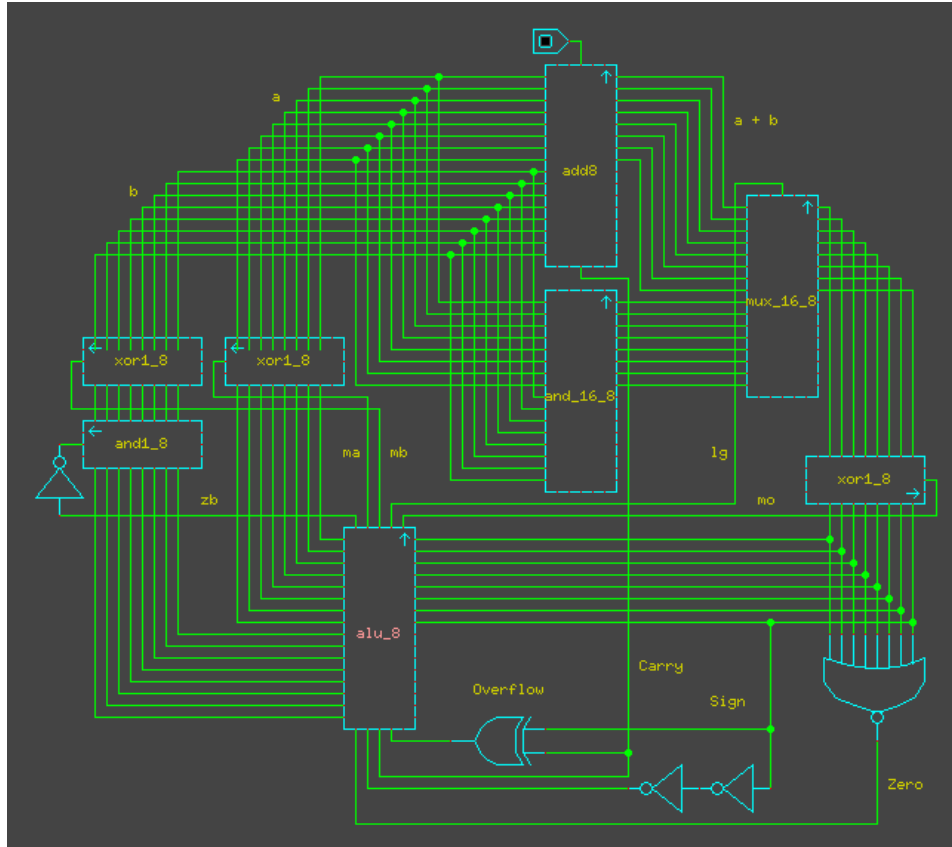 a
a + b
add8
b
mux_16_8
xor1_8
xor1_8
and_16_8
and1_8
ma
mb
lg
xor1_8
zb
mo
alu_8
Carry
Overflow
Sign
Zero